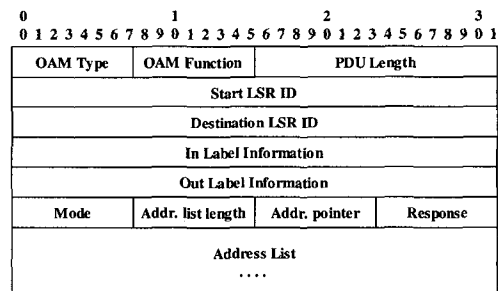 0 1 2 3
0 1 2 3 4 5 6 7 8 9 0 1 2 3 4 5 6 7 8 9 0 1 2 3 4 5 6 7 8 9 0 1
OAM Type OAM Function PDU Length
Start LSR ID
Destination LSR ID
In Label Information
Out Label Information
Mode Addr. list length Addr. pointer Response
Address List
....